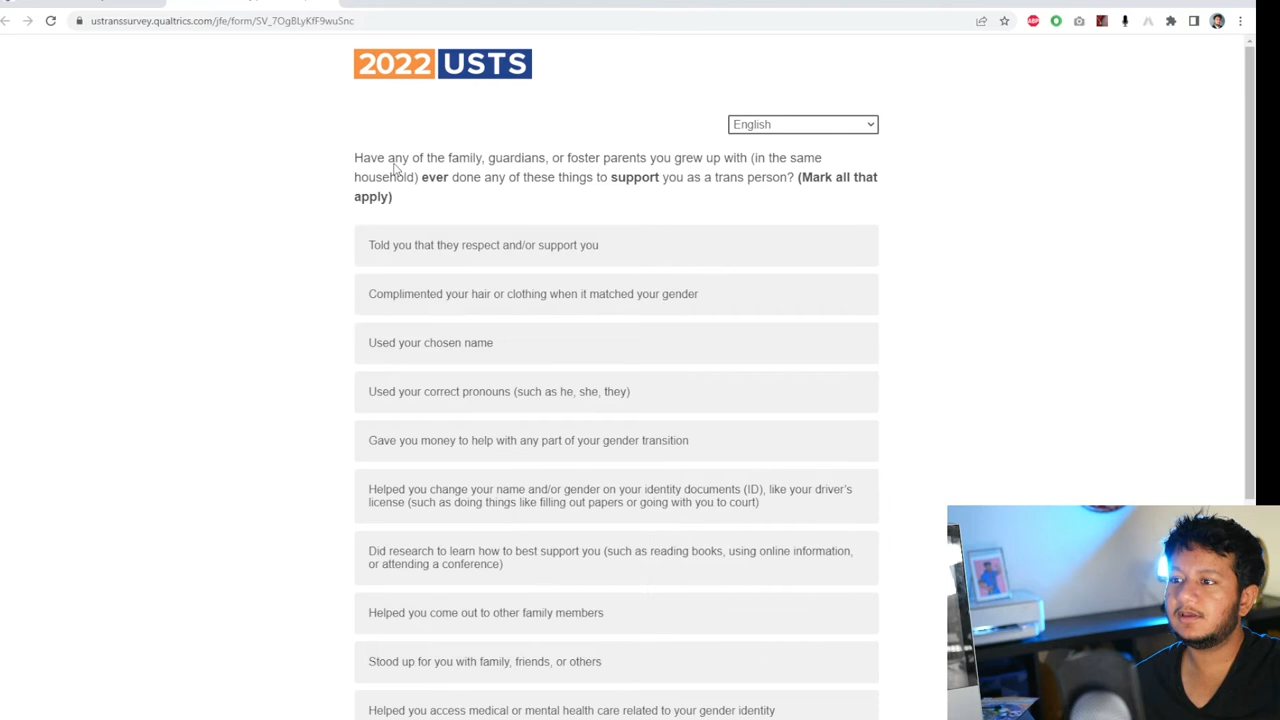 ustranssurvey.qualtrics.com/jfe/form/SV_7OgBLyKfF9wuSnc
ABP
2022 USTS
English
Have any of the family, guardians, or foster parents you grew up with (in the same
household) ever done any of these things to support you as a trans person? (Mark all that
apply)
Told you that they respect and/or support you
Complimented your hair or clothing when it matched your gender
Used your chosen name
Used your correct pronouns (such as he, she, they)
Gave you money to help with any part of your gender transition
Helped you change your name and/or gender on your identity documents (ID), like your driver's
license (such as doing things like filling out papers or going with you to court)
Did research to learn how to best support you (such as reading books, using online information,
or attending a conference)
Helped you come out to other family members
Stood up for you with family, friends, or others
Helped you access medical or mental health care related to your gender identity